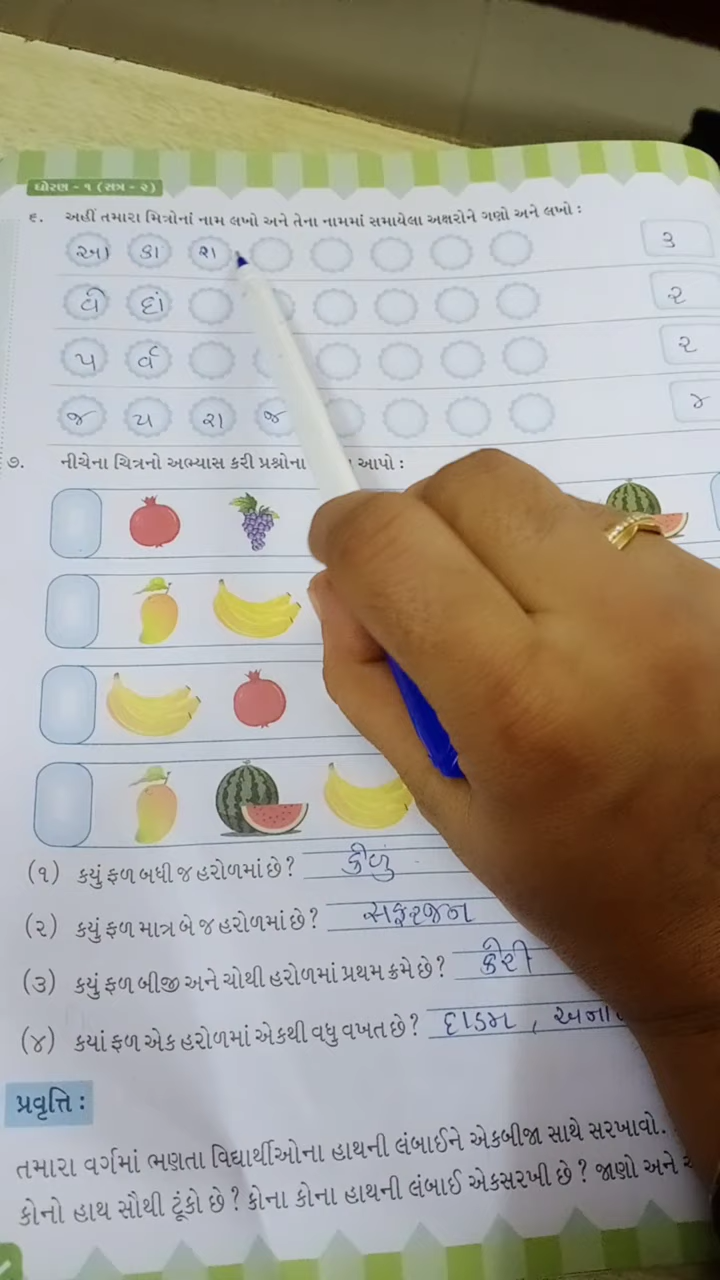 ધોરણ - ૧ (સત્ર - ૨)
૬. અહીં તમારા મિત્રોનાં નામ લખો અને તેના નામમાં સમાયેલા અક્ષરોને ગણો અને લખો :
આ કા શ ૩
વે દાં ૨
પ ર્વ ૨
જ ય રા જ ૪
૭. નીચેના ચિત્રનો અભ્યાસ કરી પ્રશ્નોના આપો :
(૧) કયું ફળ બધી જ હરોળમાં છે? કેળું
(૨) કયું ફળ માત્ર બે જ હરોળમાં છે? સફરજન
(૩) કયું ફળ બીજી અને ચોથી હરોળમાં પ્રથમ ક્રમે છે? કેરી
(૪) કયાં ફળ એક હરોળમાં એકથી વધુ વખત છે? દાડમ ,
પ્રવૃત્તિ :
તમારા વર્ગમાં ભણતા વિદ્યાર્થીઓના હાથની લંબાઈને એકબીજા સાથે સરખાવો.
કોનો હાથ સૌથી ટૂંકો છે? કોના કોના હાથની લંબાઈ એકસરખી છે? જાણો અને